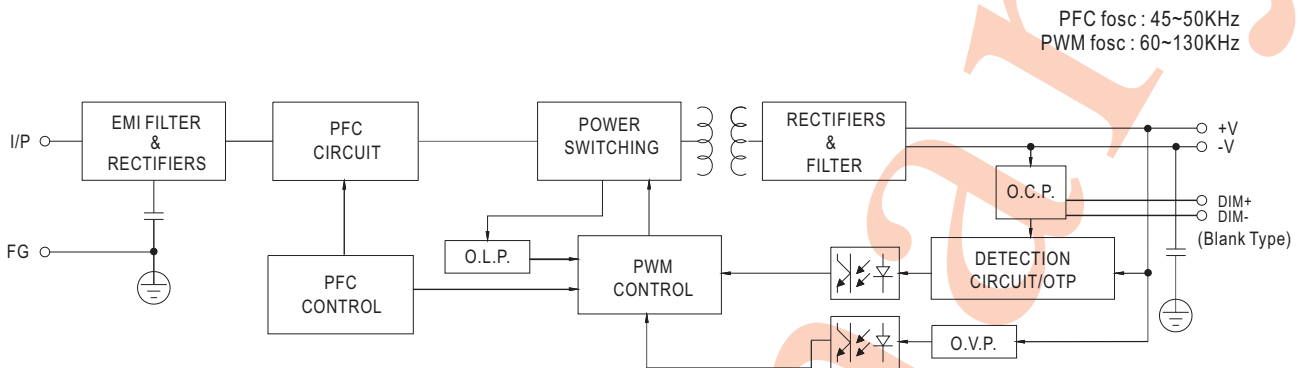 PFC fosc : 45~50KHz
PWM fosc : 60~130KHz
I/P
EMI FILTER
&
RECTIFIERS
PFC
CIRCUIT
POWER
SWITCHING
RECTIFIERS
&
FILTER
+V
-V
O.C.P.
DIM+
DIM-
(Blank Type)
FG
O.L.P.
PFC
CONTROL
PWM
CONTROL
DETECTION
CIRCUIT/OTP
O.V.P.